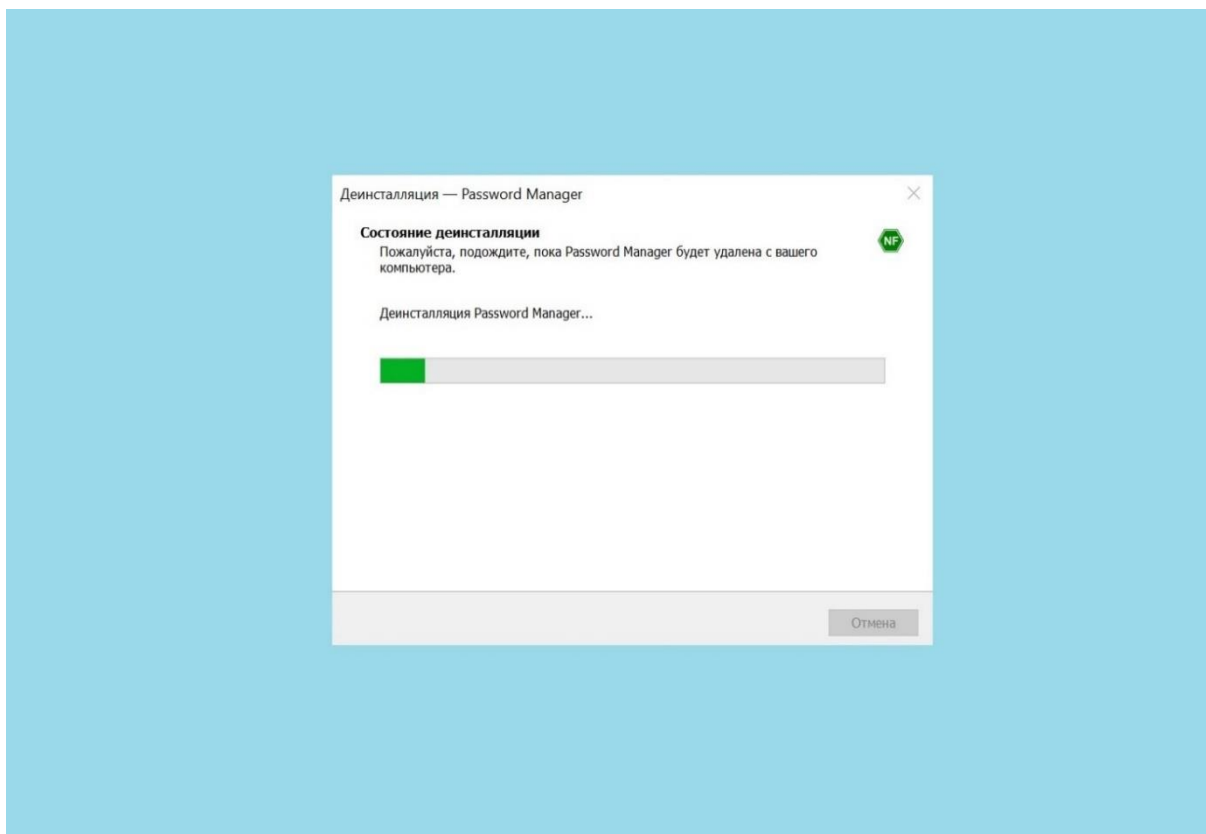 Деинсталляция — Password Manager
Состояние деинсталляции
NF
Пожалуйста, подождите, пока Password Manager будет удалена с вашего
компьютера.
Деинсталляция Password Manager...
Отмена